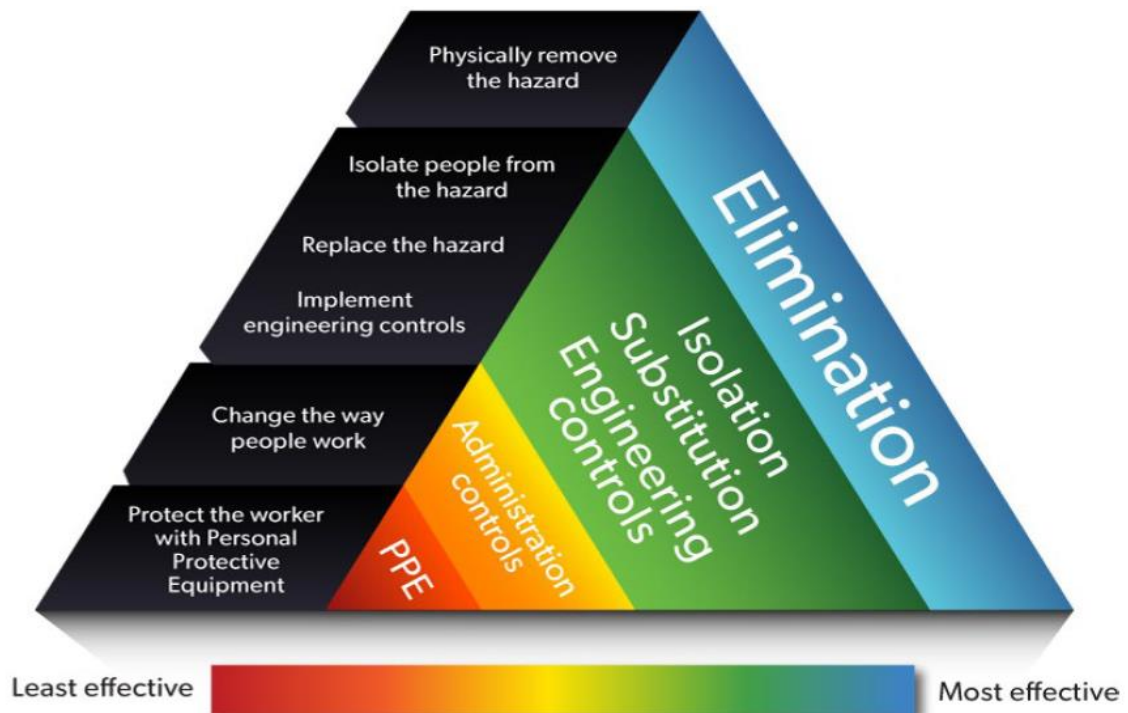 Physically remove
the hazard
Isolate people from
the hazard
Replace the hazard
Implement
engineering controls
Change the way
people work
Protect the worker
with Personal
Protective
Equipment
Elimination
Isolation
Substitution
Engineering
controls
Administration
controls
PPE
Least effective
Most effective